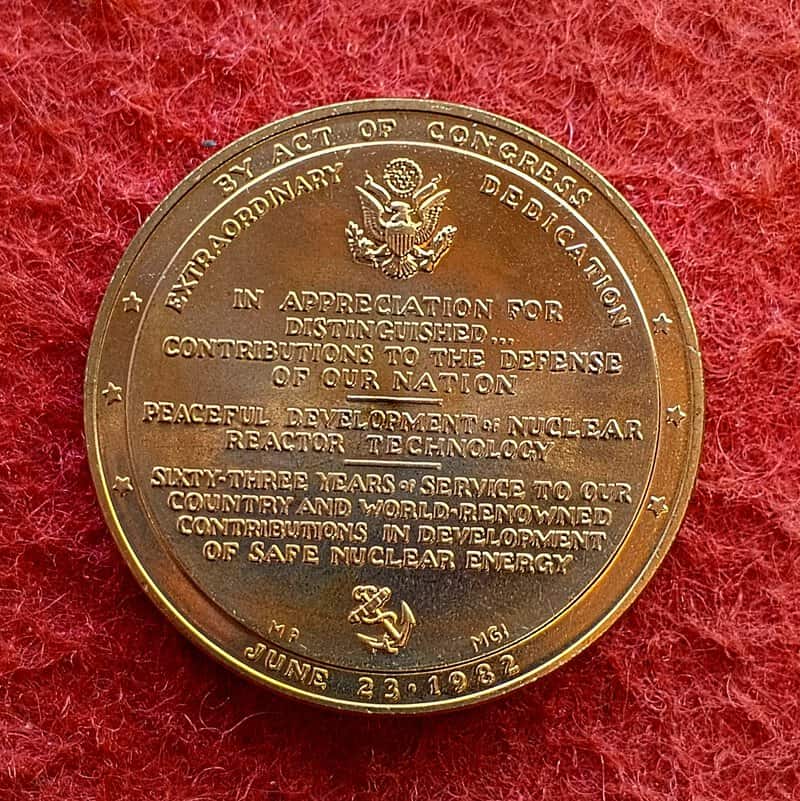 BY ACT OF CONGRESS
EXTRAORDINARY DEDICATION
IN APPRECIATION FOR
DISTINGUISHED...
CONTRIBUTIONS TO THE DEFENSE
OF OUR NATION
PEACEFUL DEVELOPMENT OF NUCLEAR
REACTOR TECHNOLOGY
SIXTY-THREE YEARS OF SERVICE TO OUR
COUNTRY AND WORLD-RENOWNED
CONTRIBUTIONS IN DEVELOPMENT
OF SAFE NUCLEAR ENERGY
JUNE 23·1982